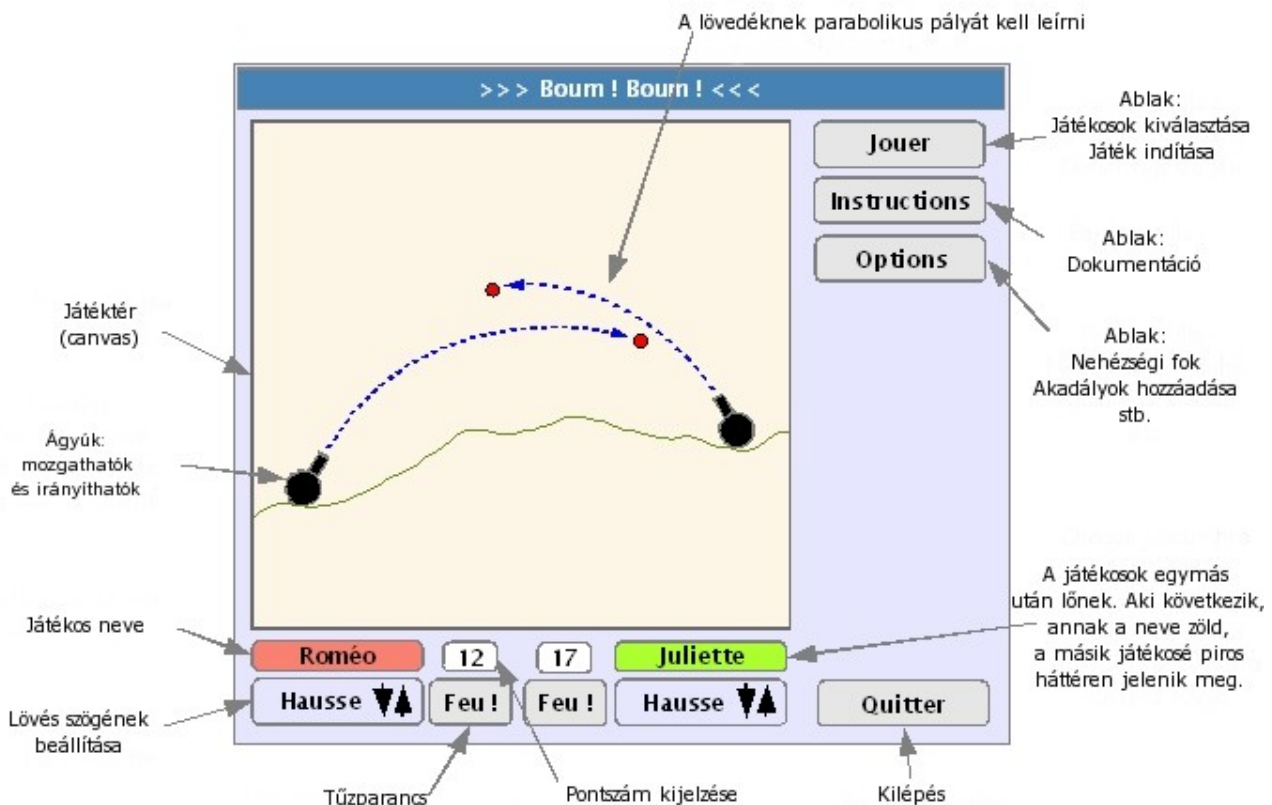 A lövedéknek parabolikus pályát kell leírni
>>> Boum ! Boum ! <<<
Jouer
Instructions
Options
Ablak:
Játékosok kiválasztása
Játék indítása
Ablak:
Dokumentáció
Ablak:
Nehézségi fok
Akadályok hozzáadása
stb.
Játéktér
(canvas)
Ágyúk:
mozgathatók
és irányíthatók
A játékosok egymás
után lőnek. Aki következik,
annak a neve zöld,
a másik játékosé piros
háttéren jelenik meg.
Játékos neve
Roméo
12
17
Juliette
Lövés szögének
beállítása
Hausse
Feu !
Feu !
Hausse
Quitter
Tűzparancs
Pontszám kijelzése
Kilépés